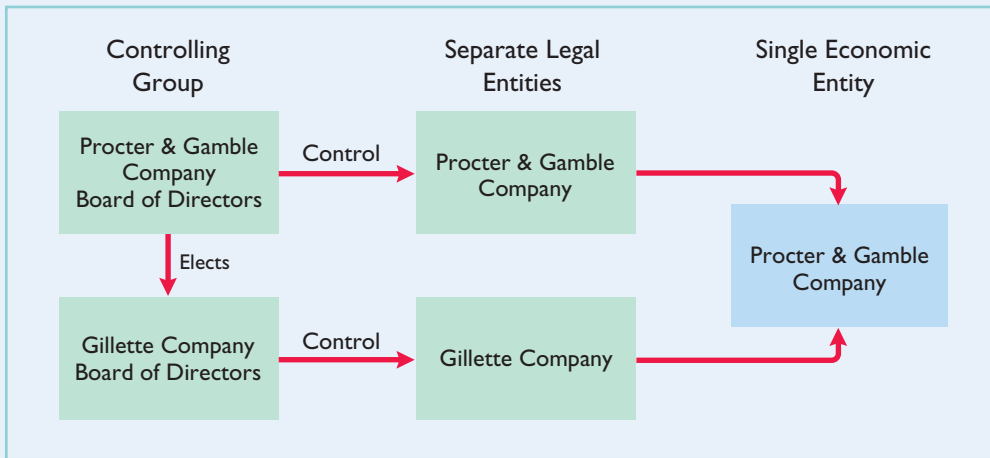 Controlling
Group
Separate Legal
Entities
Single Economic
Entity
Procter & Gamble
Company
Board of Directors
Control
Procter & Gamble
Company
Elects
Procter & Gamble
Company
Gillette Company
Board of Directors
Control
Gillette Company